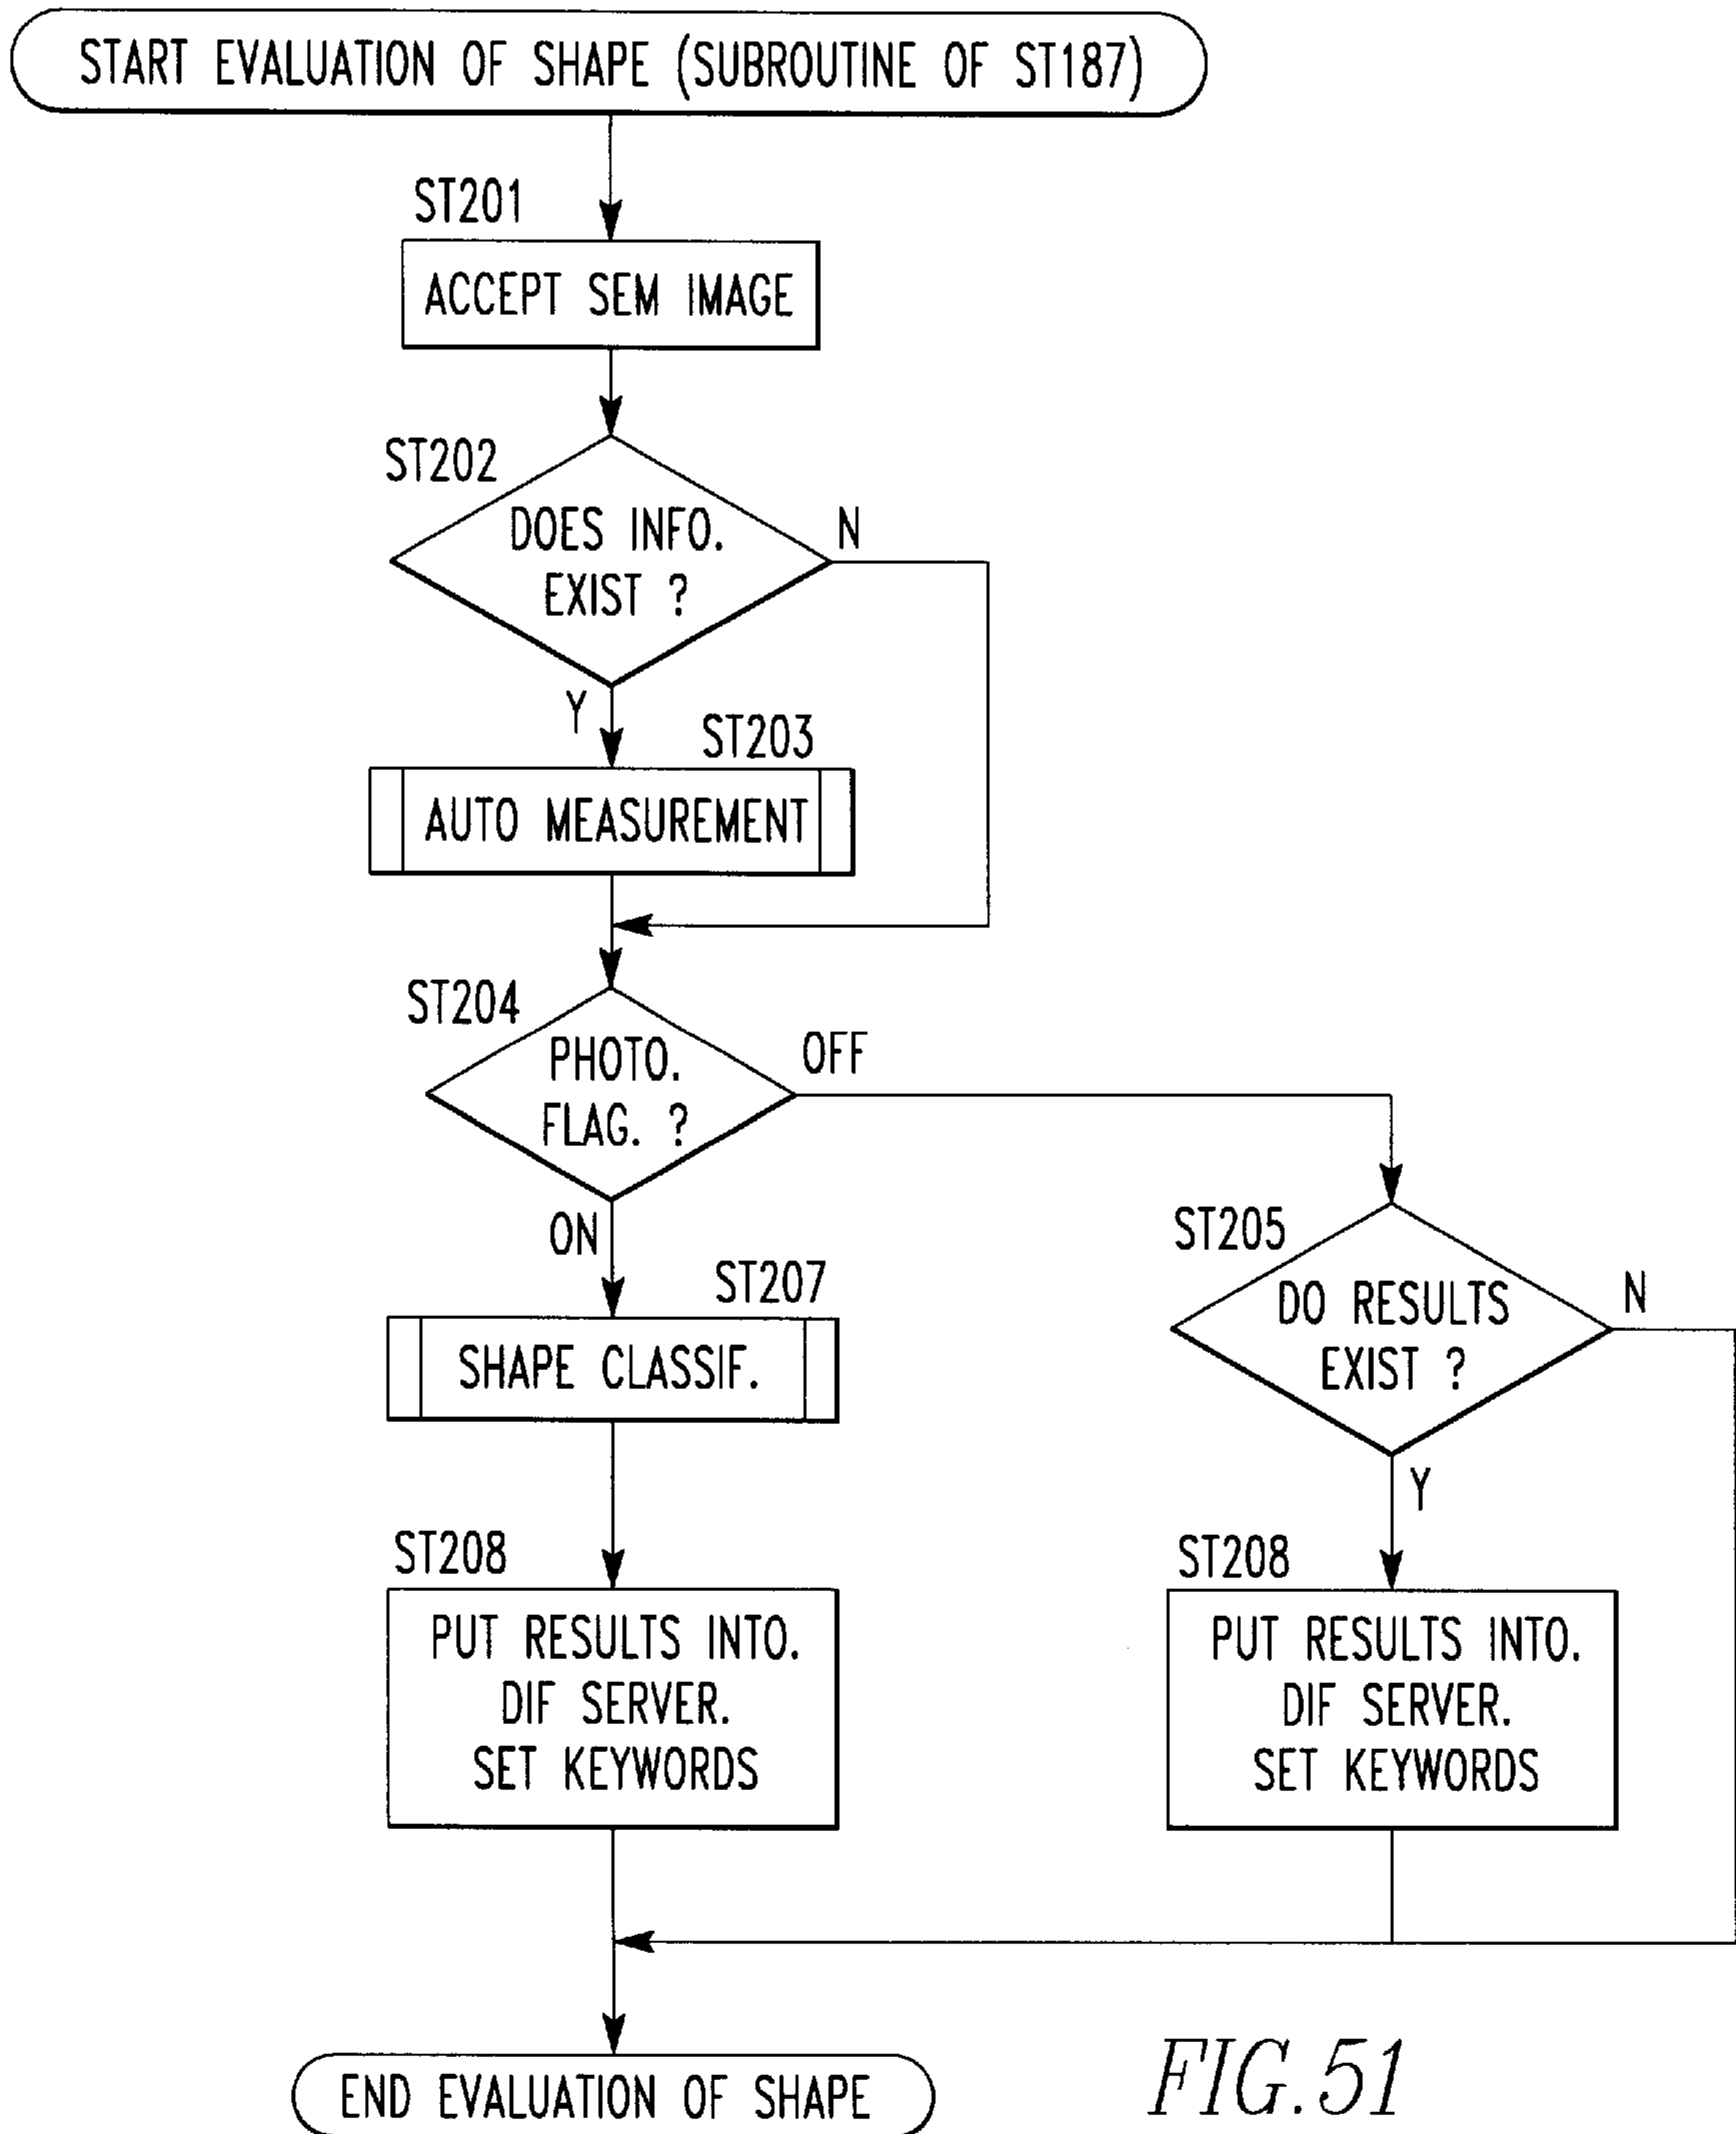 START EVALUATION OF SHAPE (SUBROUTINE OF ST187)
ST201
ACCEPT SEM IMAGE
ST202
DOES INFO.
EXIST ?
N
Y
ST203
AUTO MEASUREMENT
ST204
PHOTO.
FLAG. ?
OFF
ON
ST205
DO RESULTS
EXIST ?
N
Y
ST207
SHAPE CLASSIF.
ST208
PUT RESULTS INTO.
DIF SERVER.
SET KEYWORDS
ST208
PUT RESULTS INTO.
DIF SERVER.
SET KEYWORDS
END EVALUATION OF SHAPE
FIG.51